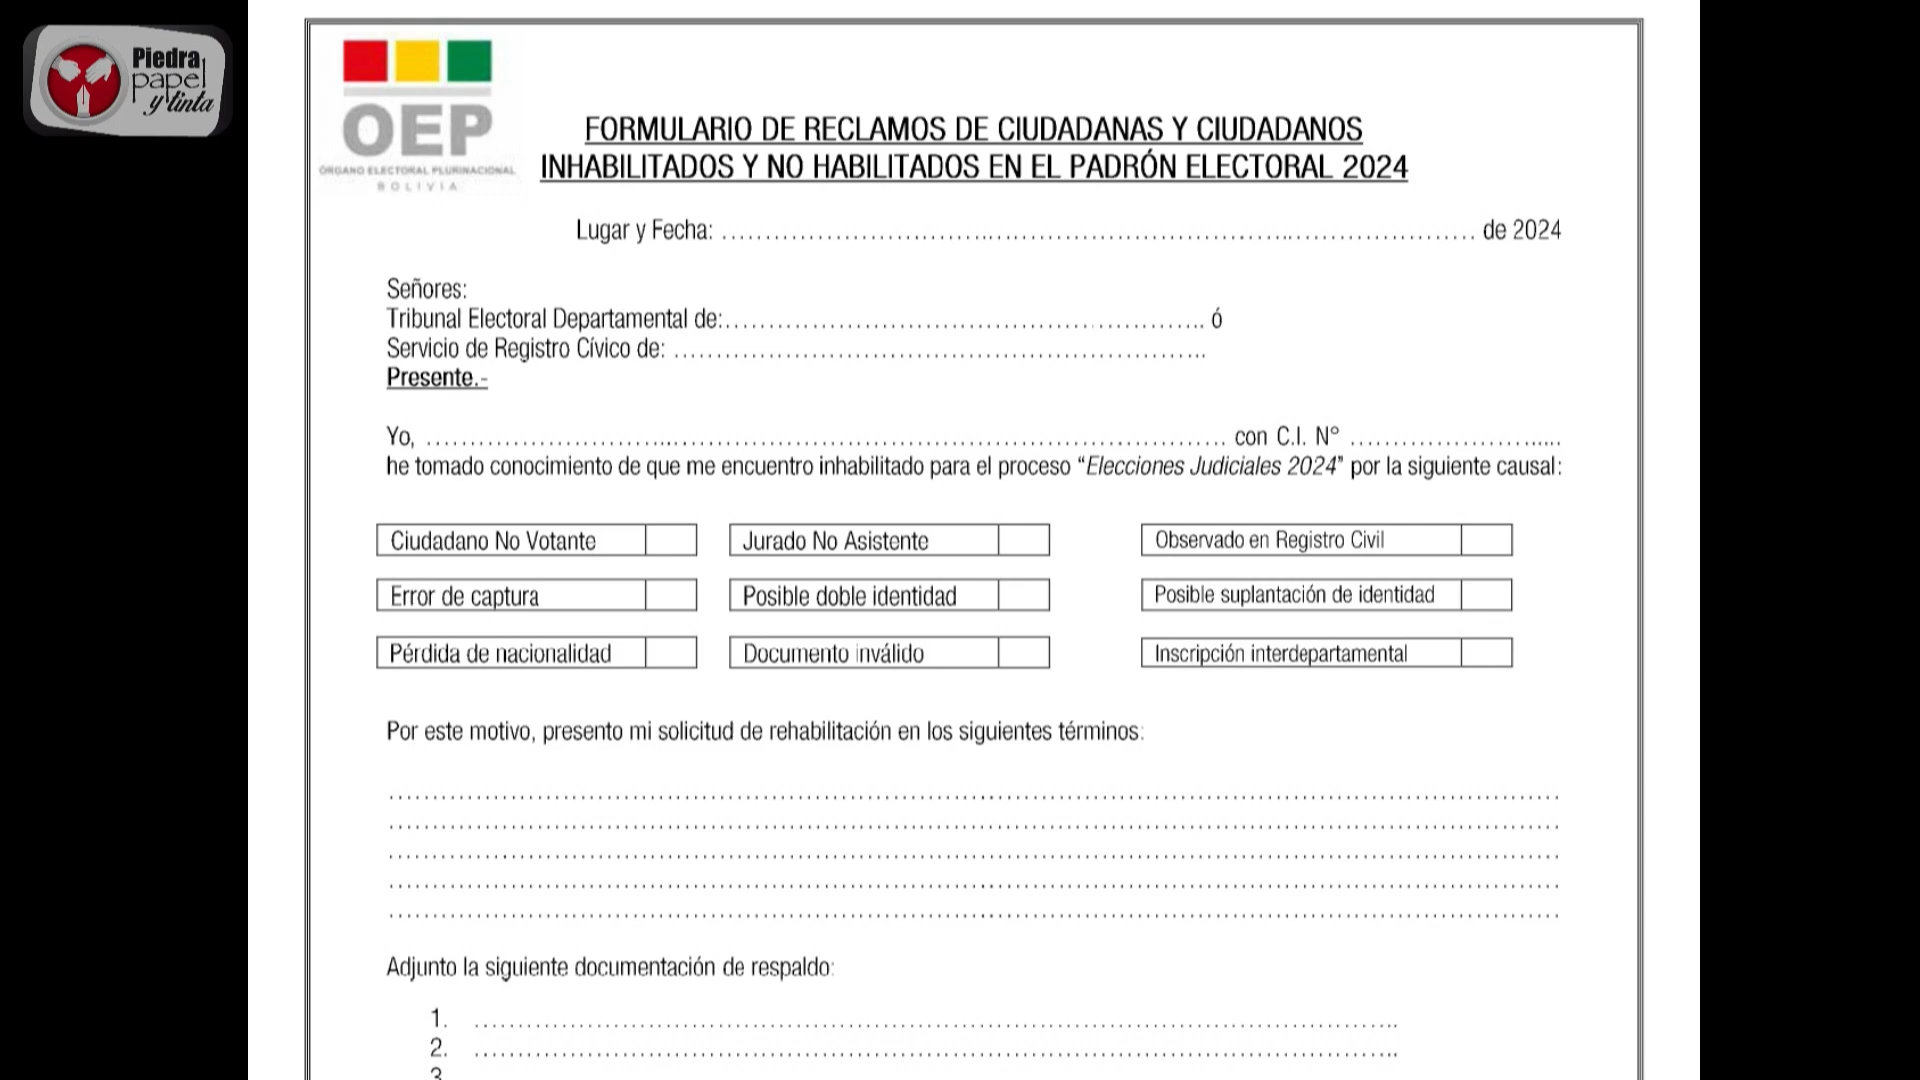 Piedra,
papel
y tinta
OEP
ÓRGANO ELECTORAL PLURINACIONAL
BOLIVIA
FORMULARIO DE RECLAMOS DE CIUDADANAS Y CIUDADANOS
INHABILITADOS Y NO HABILITADOS EN EL PADRÓN ELECTORAL 2024
Lugar y Fecha: ........................................................................................ de 2024
Señores:
Tribunal Electoral Departamental de:........................................................ ó
Servicio de Registro Cívico de: ..............................................................
Presente.-
Yo, ............................................................................................. con C.I. Nº ..........................
he tomado conocimiento de que me encuentro inhabilitado para el proceso “Elecciones Judiciales 2024” por la siguiente causal:
Ciudadano No Votante Jurado No Asistente Observado en Registro Civil
Error de captura Posible doble identidad Posible suplantación de identidad
Pérdida de nacionalidad Documento inválido Inscripción interdepartamental
Por este motivo, presento mi solicitud de rehabilitación en los siguientes términos:
Adjunto la siguiente documentación de respaldo:
1. ..........................................................................................................
2. ..........................................................................................................
3